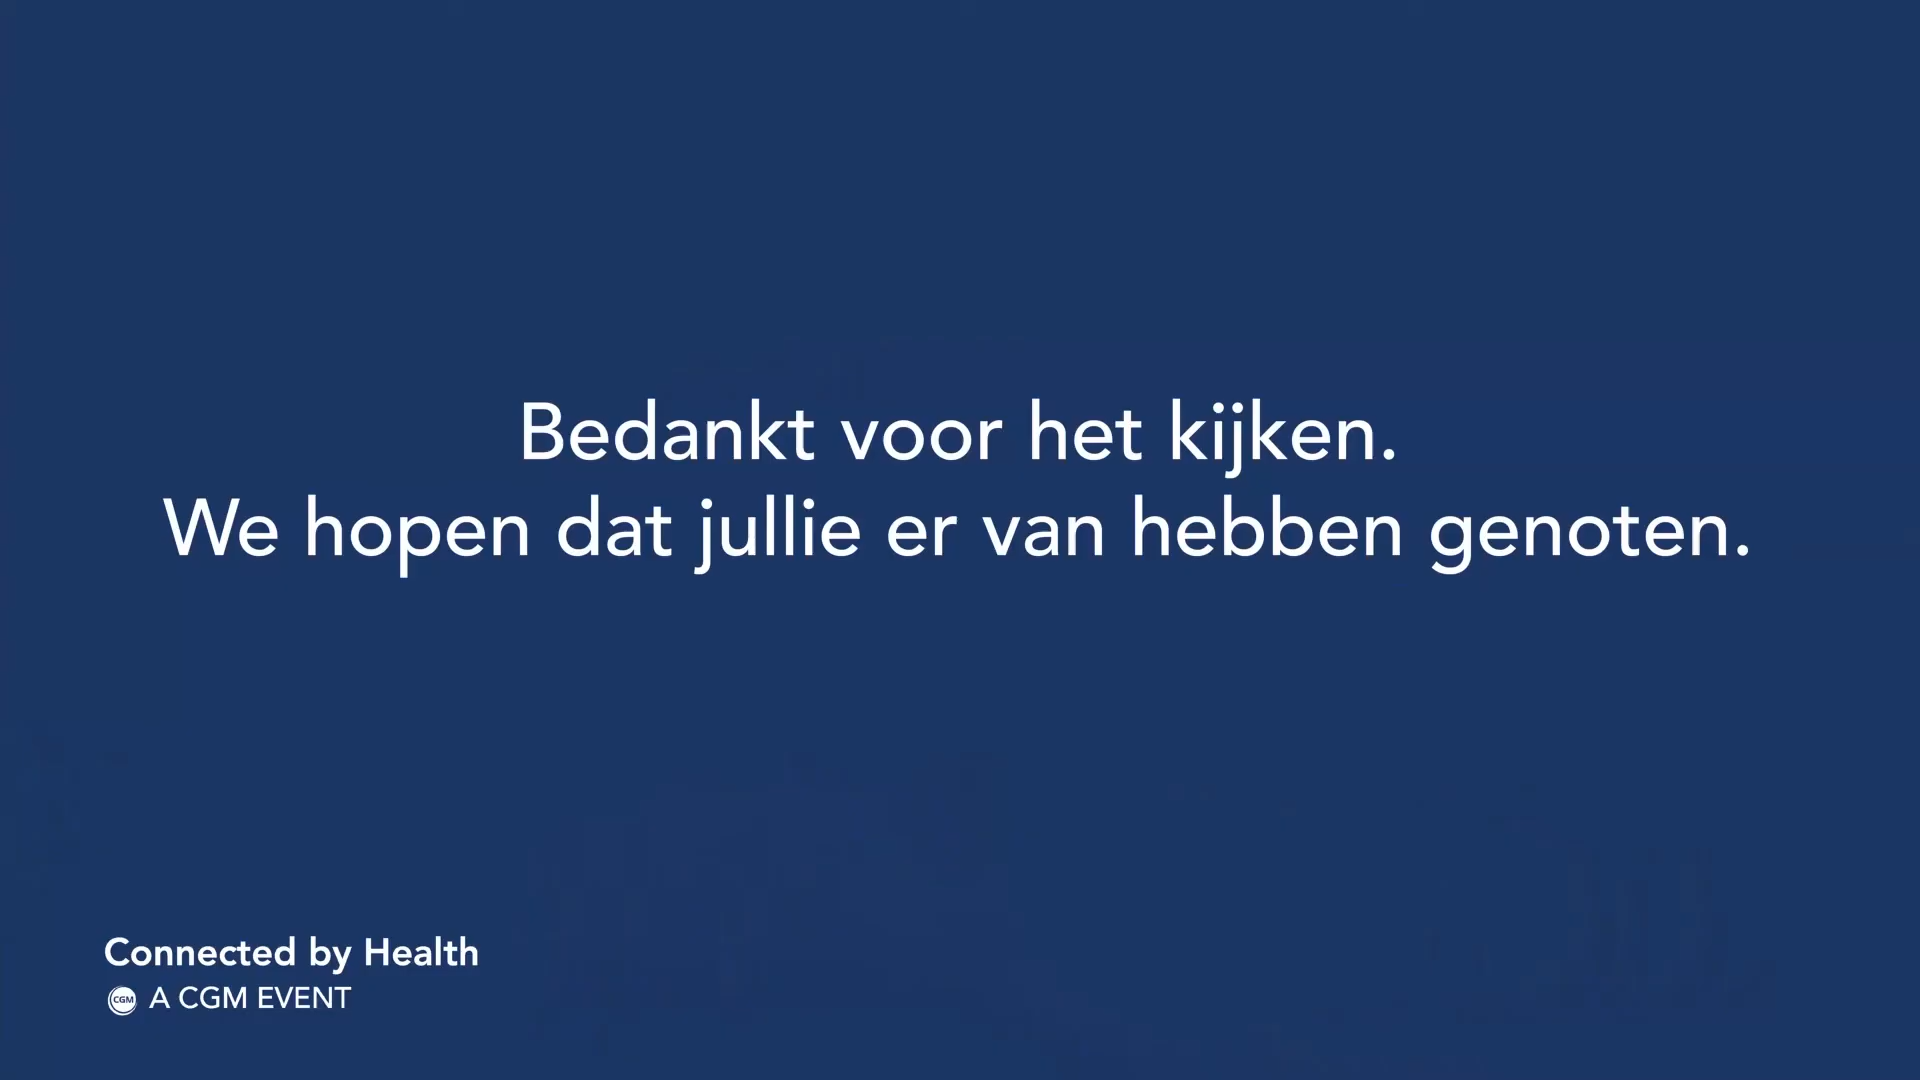 Bedankt voor het kijken.
We hopen dat jullie er van hebben genoten.
Connected by Health
CGM A CGM EVENT